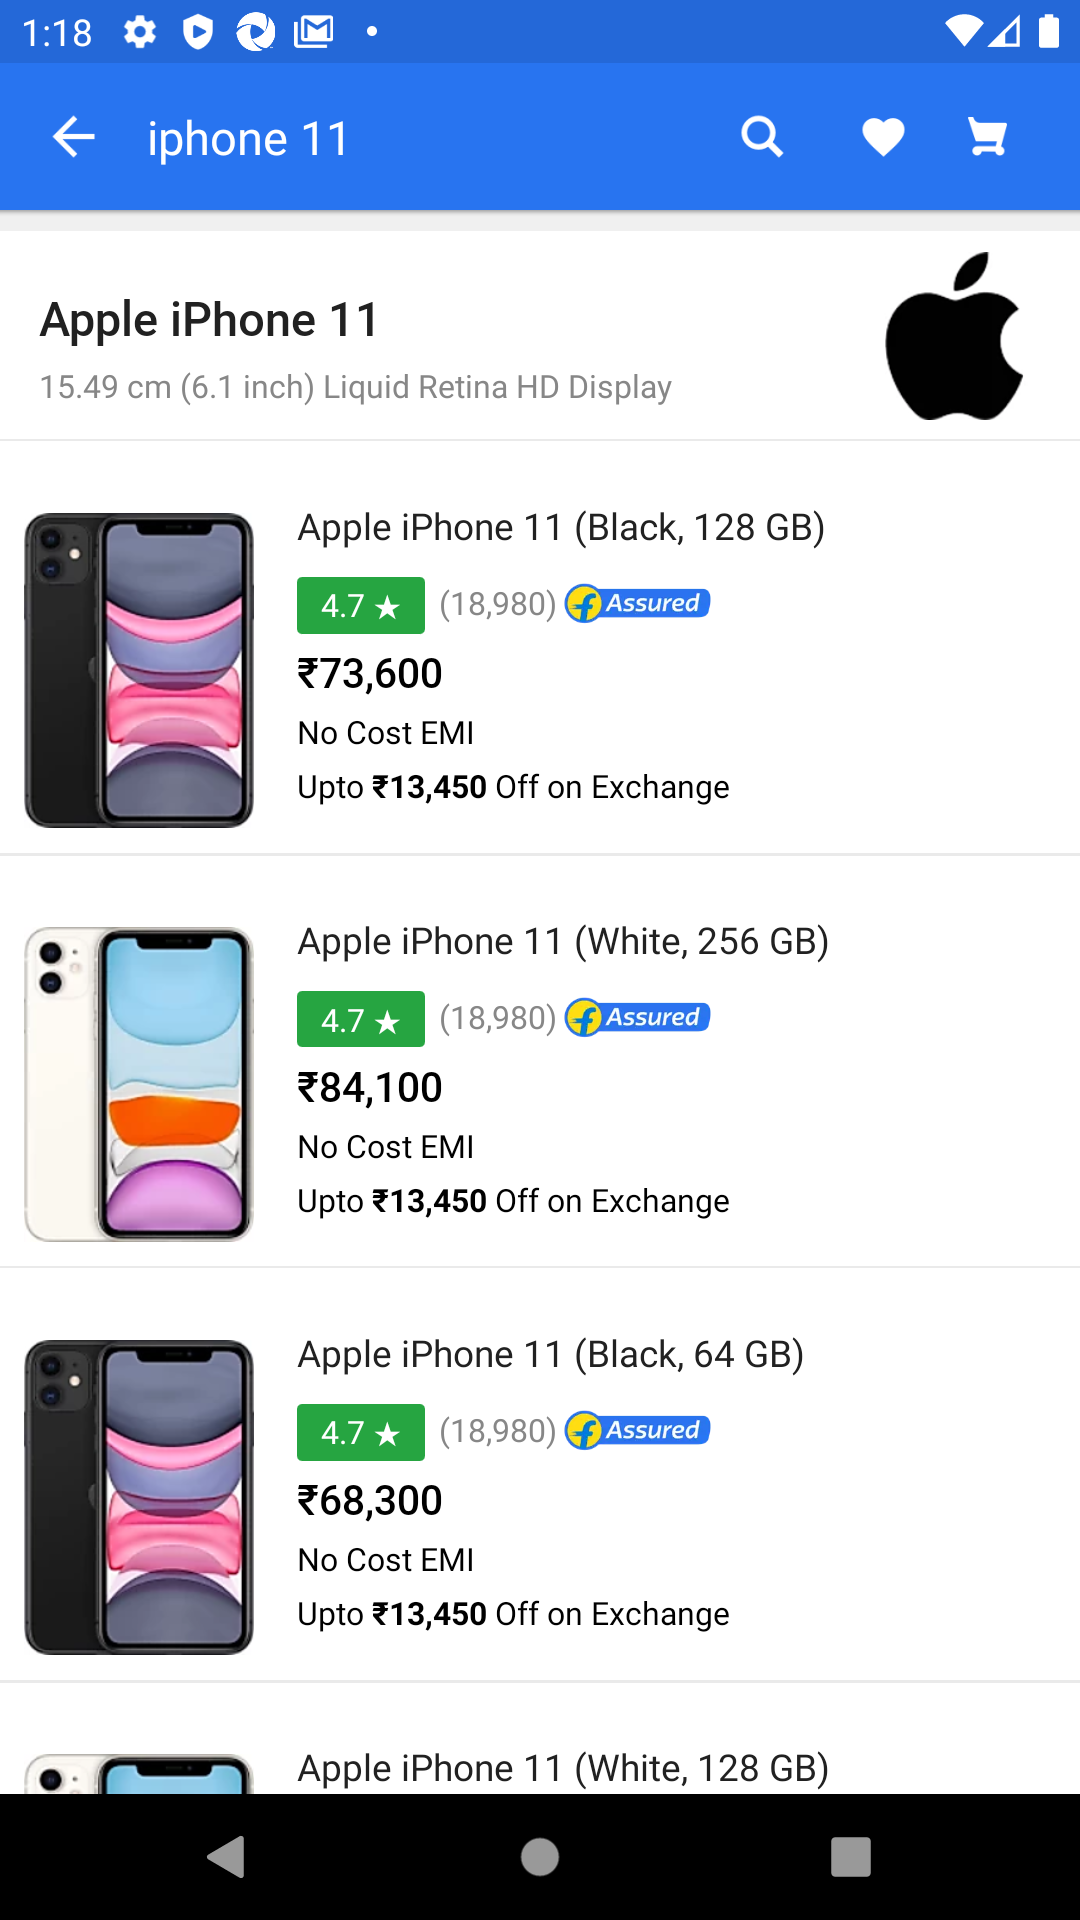 1:18
iphone 11
Apple iPhone 11
15.49 cm (6.1 inch) Liquid Retina HD Display
Apple iPhone 11 (Black, 128 GB)
4.7 ★ (18,980) Assured
₹73,600
No Cost EMI
Upto ₹13,450 Off on Exchange
Apple iPhone 11 (White, 256 GB)
4.7 ★ (18,980) Assured
₹84,100
No Cost EMI
Upto ₹13,450 Off on Exchange
Apple iPhone 11 (Black, 64 GB)
4.7 ★ (18,980) Assured
₹68,300
No Cost EMI
Upto ₹13,450 Off on Exchange
Apple iPhone 11 (White, 128 GB)